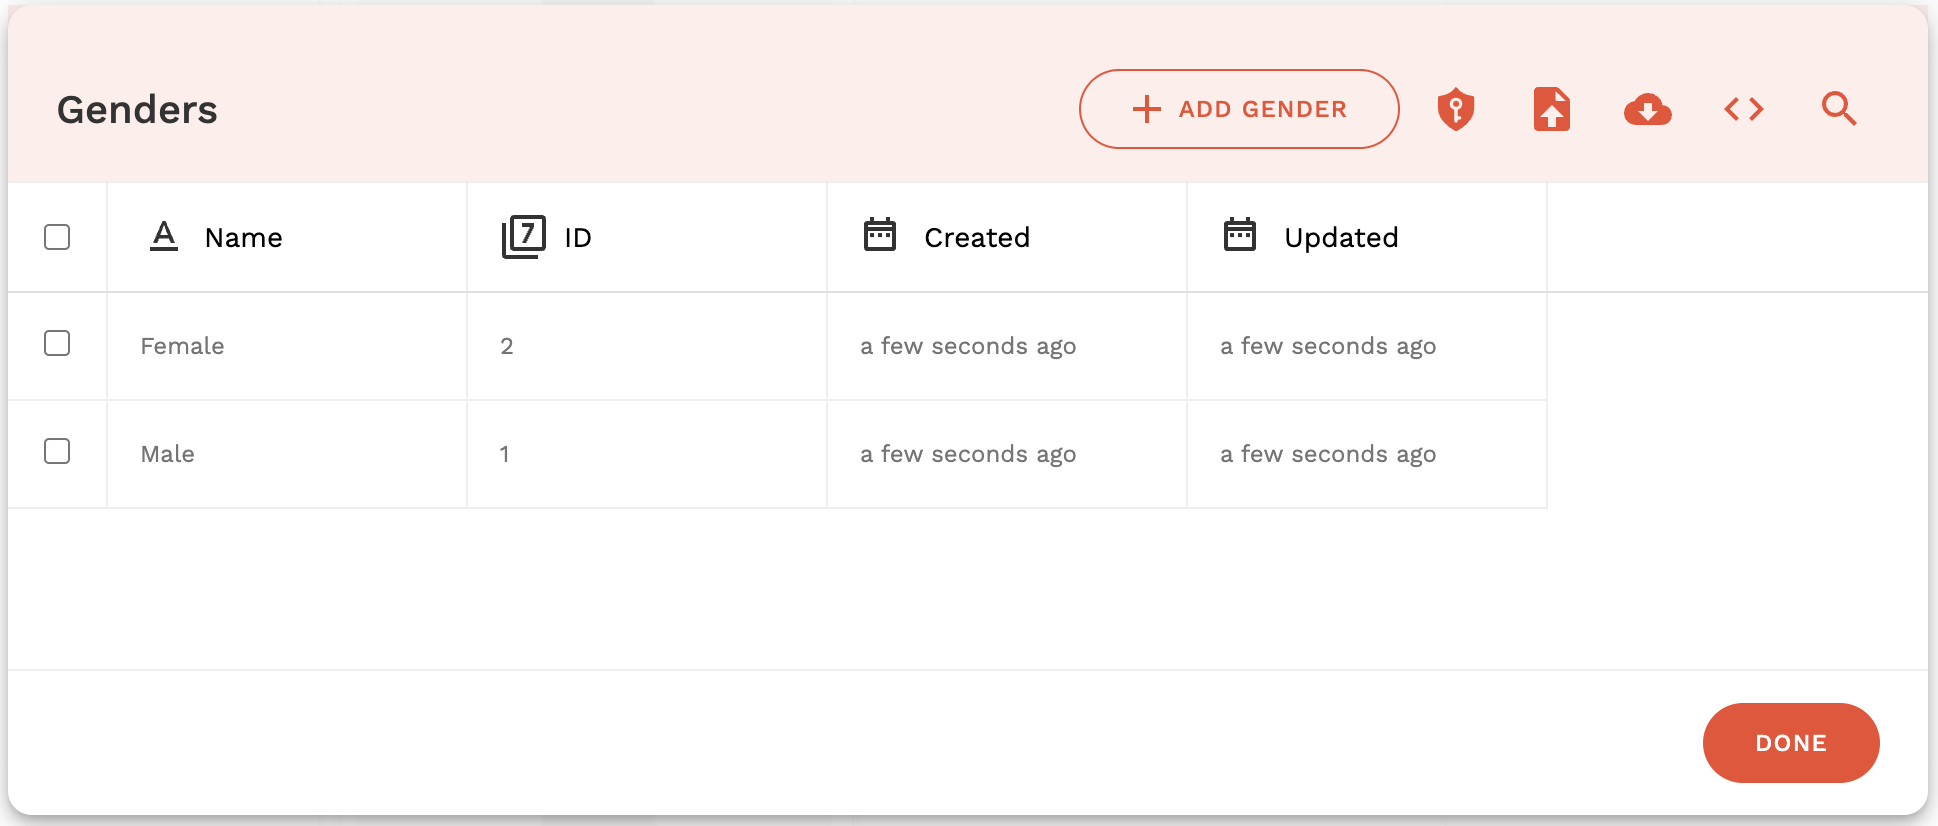 Genders
ADD GENDER
Name ID Created Updated
Female 2 a few seconds ago a few seconds ago
Male 1 a few seconds ago a few seconds ago
DONE